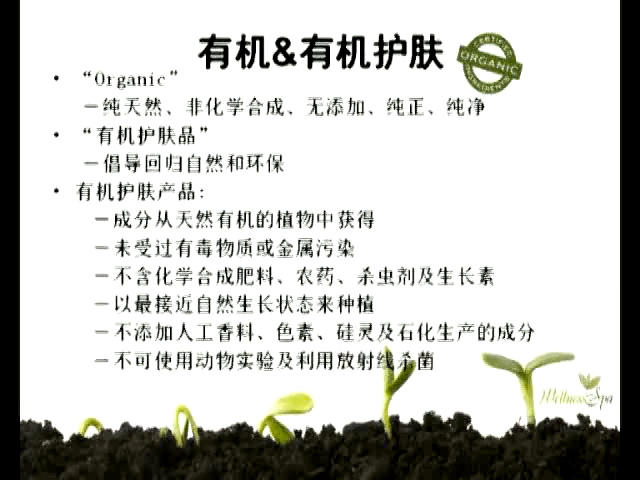 有机&有机护肤
CERTIFIED
ORGANIC
INGREDIENTS
• “Organic”
—纯天然、非化学合成、无添加、纯正、纯净
• “有机护肤品”
—倡导回归自然和环保
• 有机护肤产品:
—成分从天然有机的植物中获得
—未受过有毒物质或金属污染
—不含化学合成肥料、农药、杀虫剂及生长素
—以最接近自然生长状态来种植
—不添加人工香料、色素、硅灵及石化生产的成分
—不可使用动物实验及利用放射线杀菌
Wellness Spa